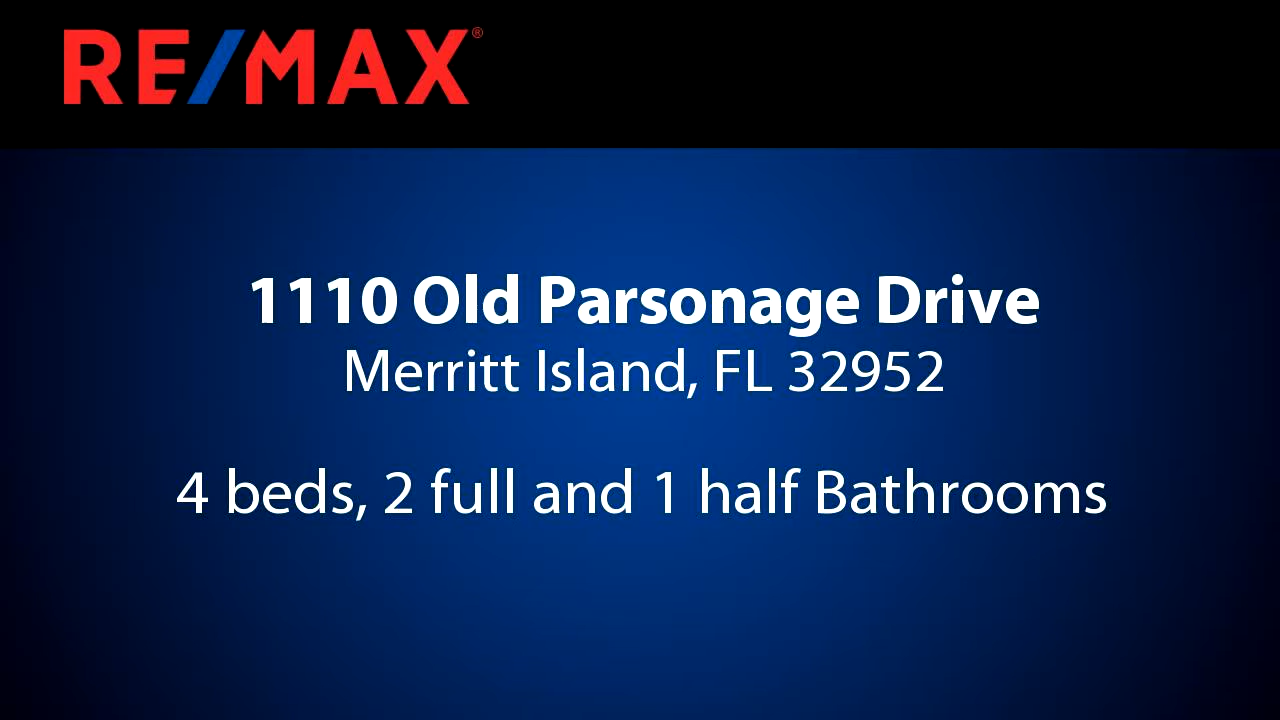 RE/MAX®
1110 Old Parsonage Drive
Merritt Island, FL 32952
4 beds, 2 full and 1 half Bathrooms